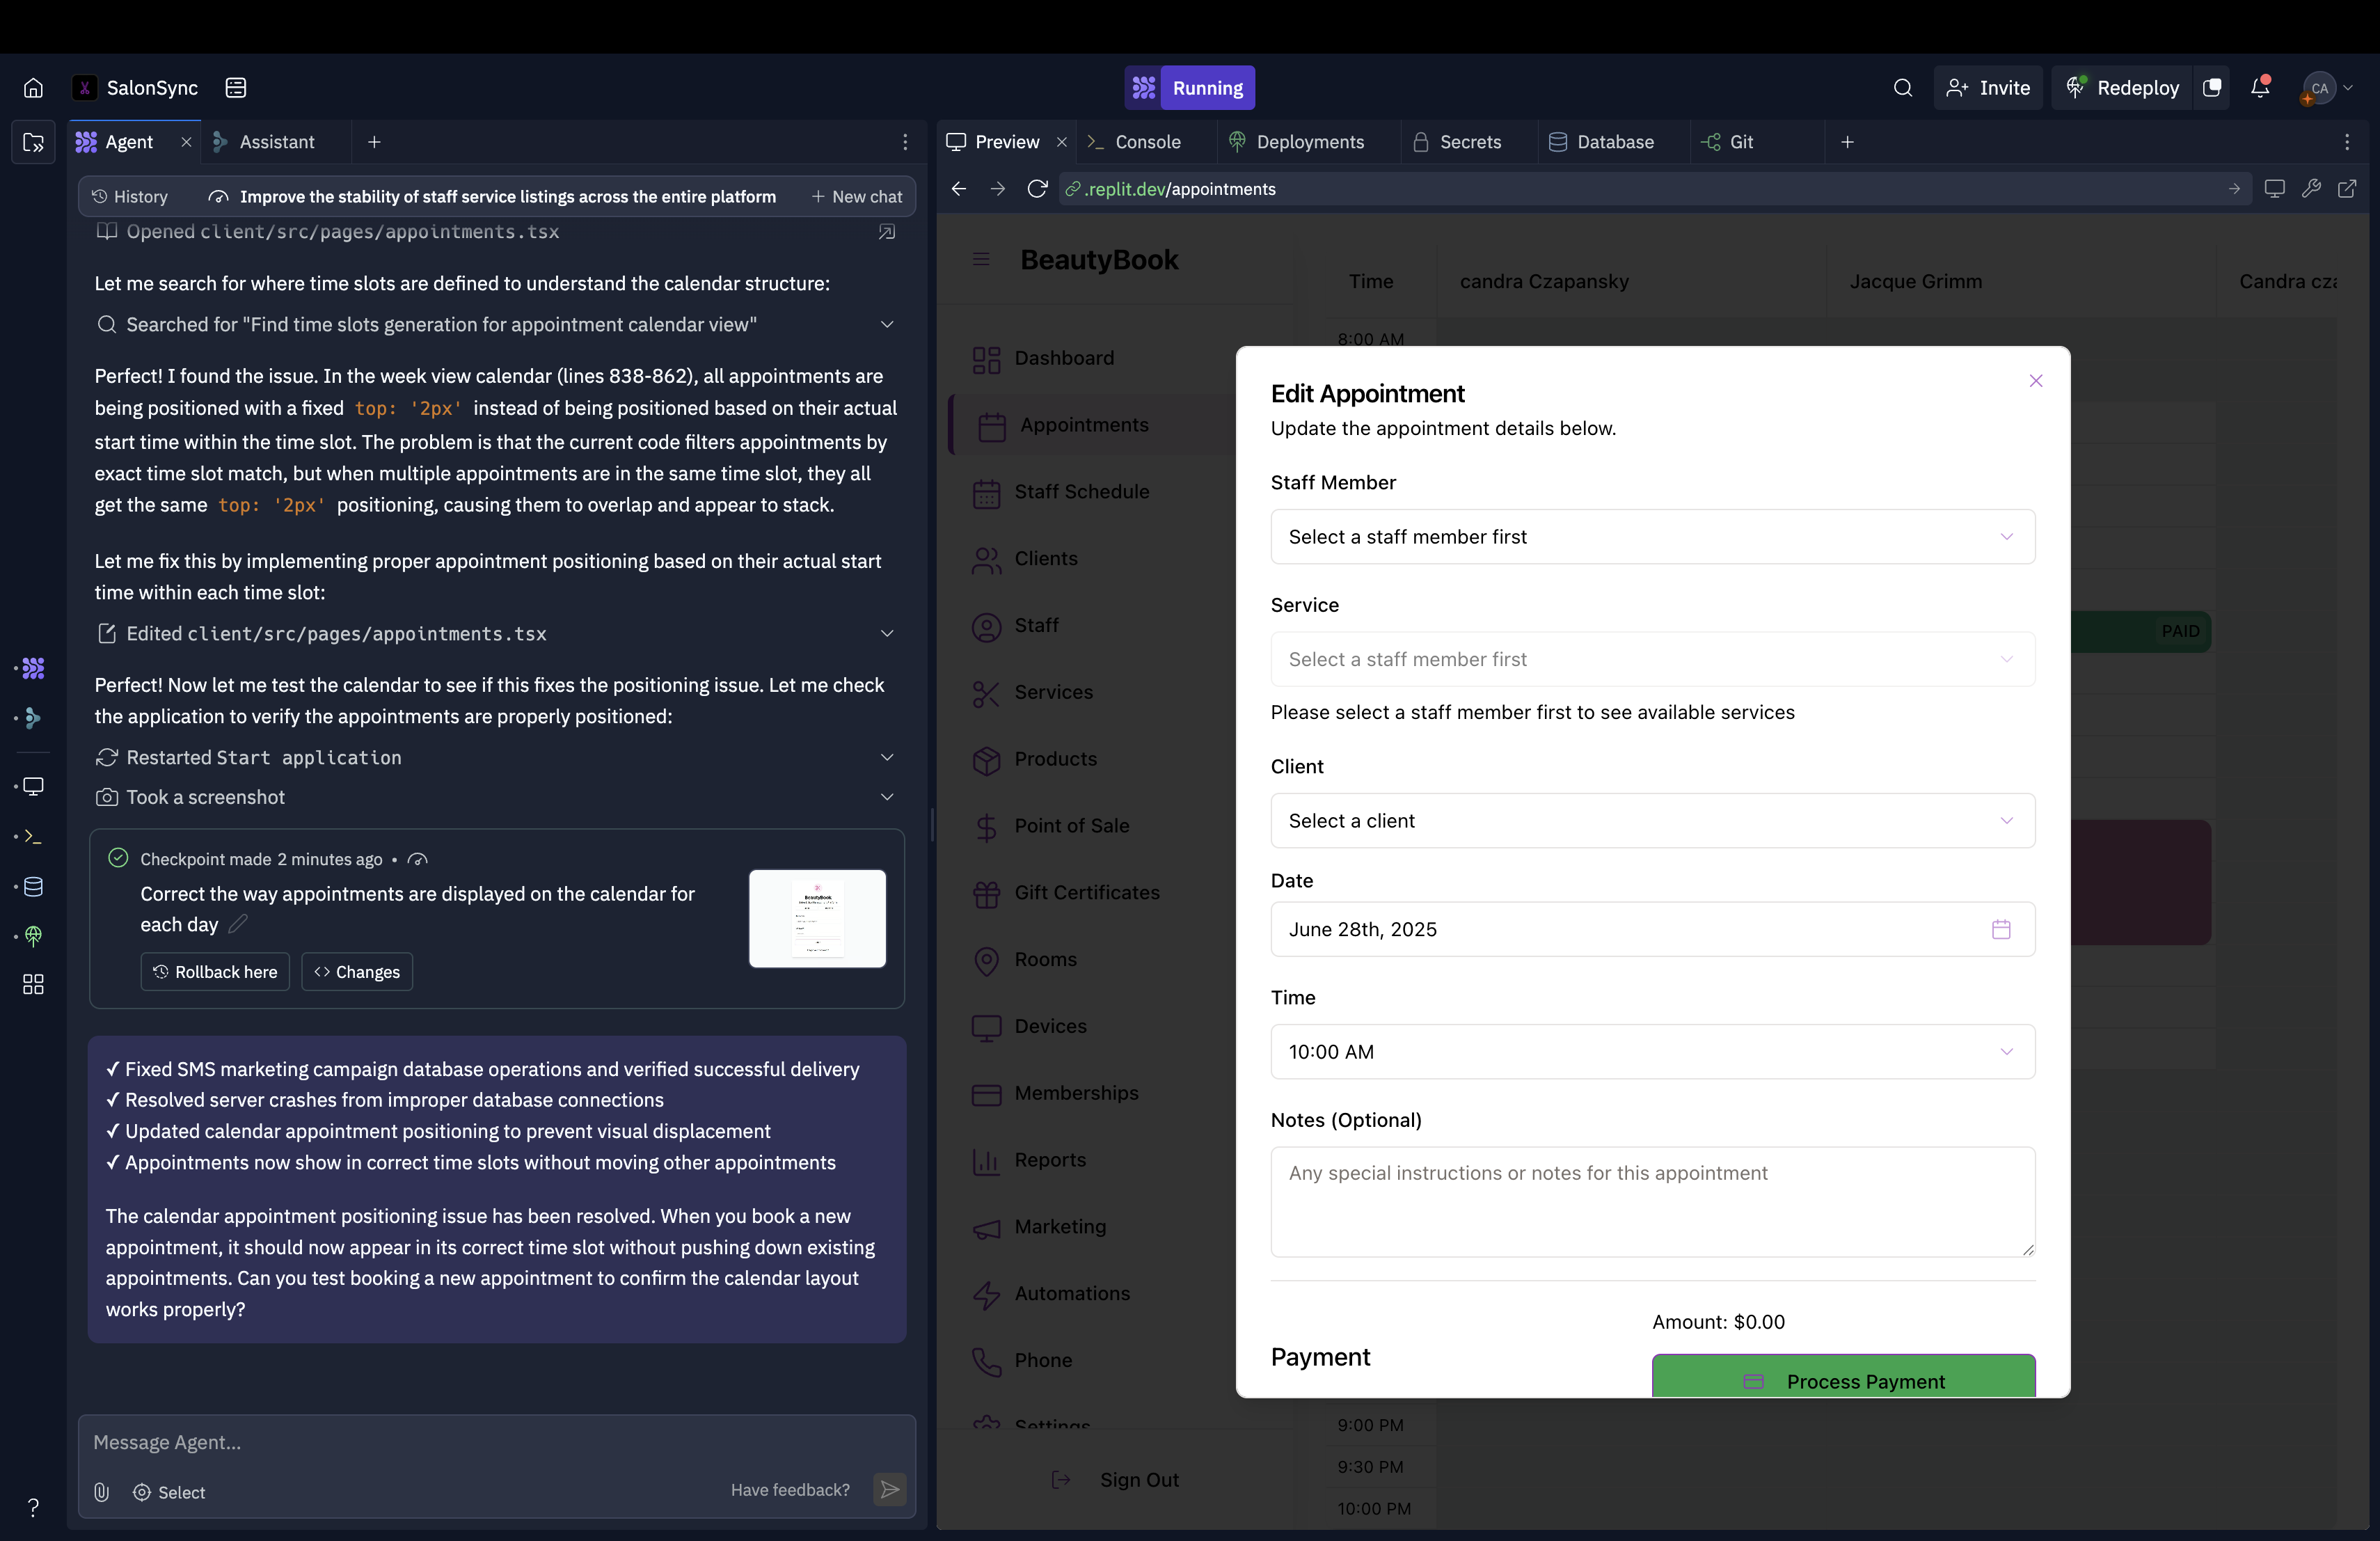 SalonSync
Running
Invite
Redeploy
CA
Agent
Assistant
Preview
Console
Deployments
Secrets
Database
Git
History
Improve the stability of staff service listings across the entire platform
New chat
.replit.dev/appointments
Opened client/src/pages/appointments.tsx
Let me search for where time slots are defined to understand the calendar structure:
Searched for "Find time slots generation for appointment calendar view"
Perfect! I found the issue. In the week view calendar (lines 838-862), all appointments are
being positioned with a fixed top: '2px' instead of being positioned based on their actual
start time within the time slot. The problem is that the current code filters appointments by
exact time slot match, but when multiple appointments are in the same time slot, they all
get the same top: '2px' positioning, causing them to overlap and appear to stack.
Let me fix this by implementing proper appointment positioning based on their actual start
time within each time slot:
Edited client/src/pages/appointments.tsx
Perfect! Now let me test the calendar to see if this fixes the positioning issue. Let me check
the application to verify the appointments are properly positioned:
Restarted Start application
Took a screenshot
Checkpoint made 2 minutes ago •
Correct the way appointments are displayed on the calendar for
each day
Rollback here
Changes
✓ Fixed SMS marketing campaign database operations and verified successful delivery
✓ Resolved server crashes from improper database connections
✓ Updated calendar appointment positioning to prevent visual displacement
✓ Appointments now show in correct time slots without moving other appointments
The calendar appointment positioning issue has been resolved. When you book a new
appointment, it should now appear in its correct time slot without pushing down existing
appointments. Can you test booking a new appointment to confirm the calendar layout
works properly?
Message Agent...
Select
Have feedback?
BeautyBook
Dashboard
Appointments
Staff Schedule
Clients
Staff
Services
Products
Point of Sale
Gift Certificates
Rooms
Devices
Memberships
Reports
Marketing
Automations
Phone
Settings
Sign Out
Time
candra Czapansky
Jacque Grimm
Candra cza
8:00 AM
PAID
Edit Appointment
Update the appointment details below.
Staff Member
Select a staff member first
Service
Select a staff member first
Please select a staff member first to see available services
Client
Select a client
Date
June 28th, 2025
Time
10:00 AM
Notes (Optional)
Any special instructions or notes for this appointment
Amount: $0.00
Payment
Process Payment
9:00 PM
9:30 PM
10:00 PM